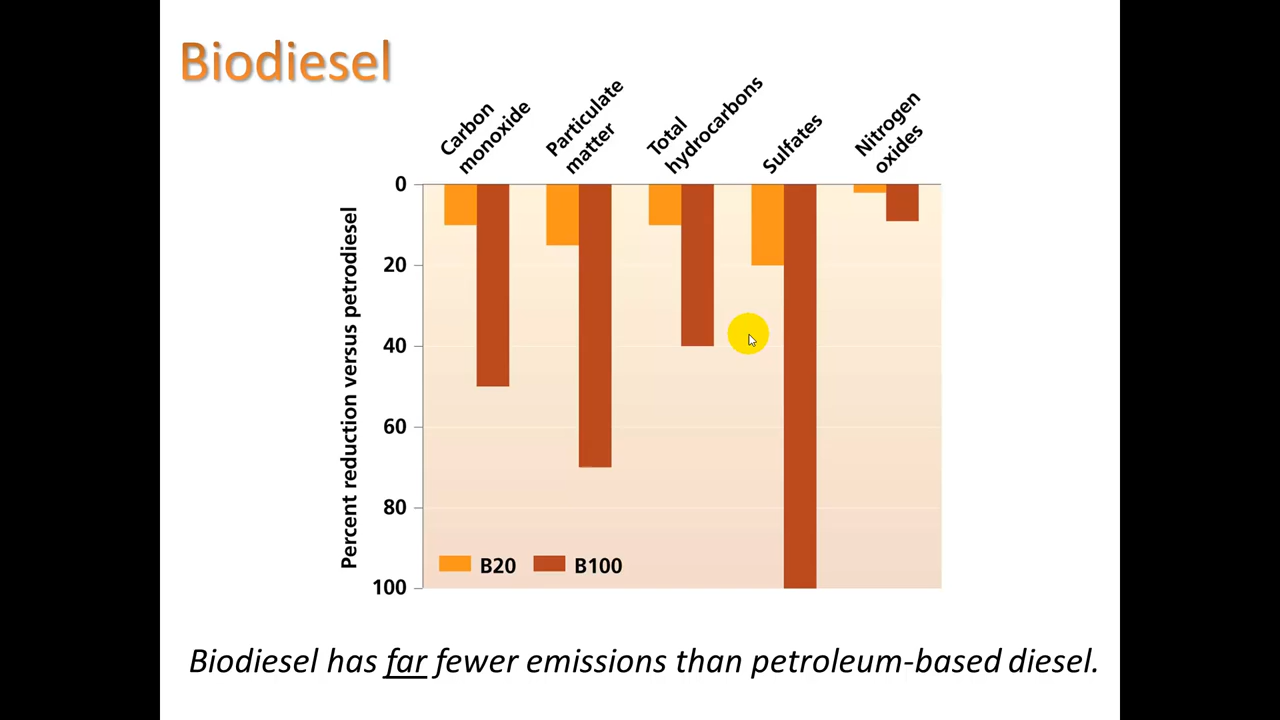 Biodiesel
Carbon
monoxide
Particulate
matter
Total
hydrocarbons
Sulfates
Nitrogen
oxides
Percent reduction versus petrodiesel
0
20
40
60
80
100
B20
B100
Biodiesel has far fewer emissions than petroleum-based diesel.